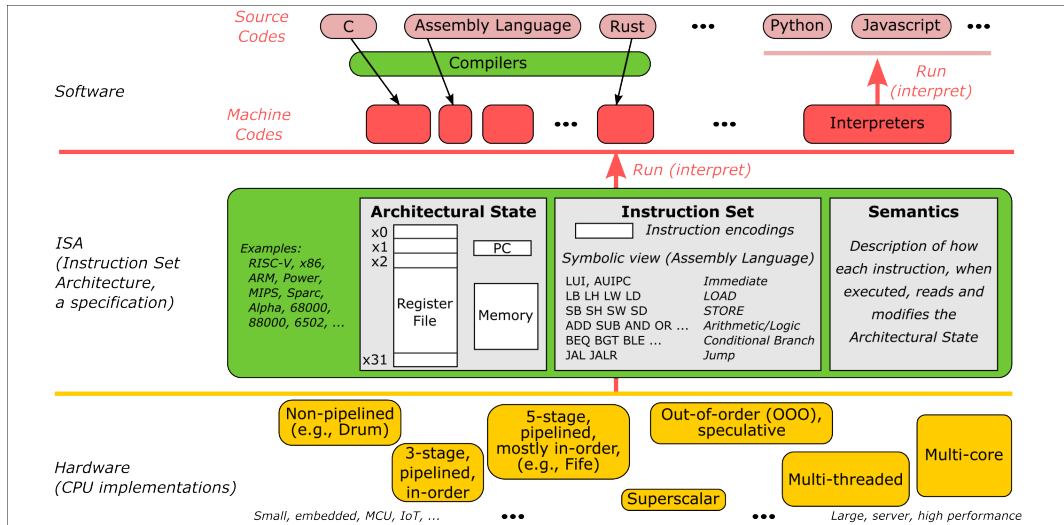 Source
Codes
C
Assembly Language
Rust
•••
Python
Javascript
•••
Compilers
Run
(interpret)
Software
Machine
Codes
•••
•••
Interpreters
Run (interpret)
ISA
(Instruction Set
Architecture,
a specification)
Examples:
RISC-V, x86,
ARM, Power,
MIPS, Sparc,
Alpha, 68000,
88000, 6502, ...
Architectural State
x0
x1
x2
x31
Register
File
PC
Memory
Instruction Set
Instruction encodings
Symbolic view (Assembly Language)
LUI, AUIPC Immediate
LB LH LW LD LOAD
SB SH SW SD STORE
ADD SUB AND OR ... Arithmetic/Logic
BEQ BGT BLE ... Conditional Branch
JAL JALR Jump
Semantics
Description of how
each instruction, when
executed, reads and
modifies the
Architectural State
Hardware
(CPU implementations)
Non-pipelined
(e.g., Drum)
3-stage,
pipelined,
in-order
5-stage,
pipelined,
mostly in-order,
(e.g., Fife)
Out-of-order (OOO),
speculative
Superscalar
Multi-threaded
Multi-core
Small, embedded, MCU, IoT, ...
•••
•••
Large, server, high performance